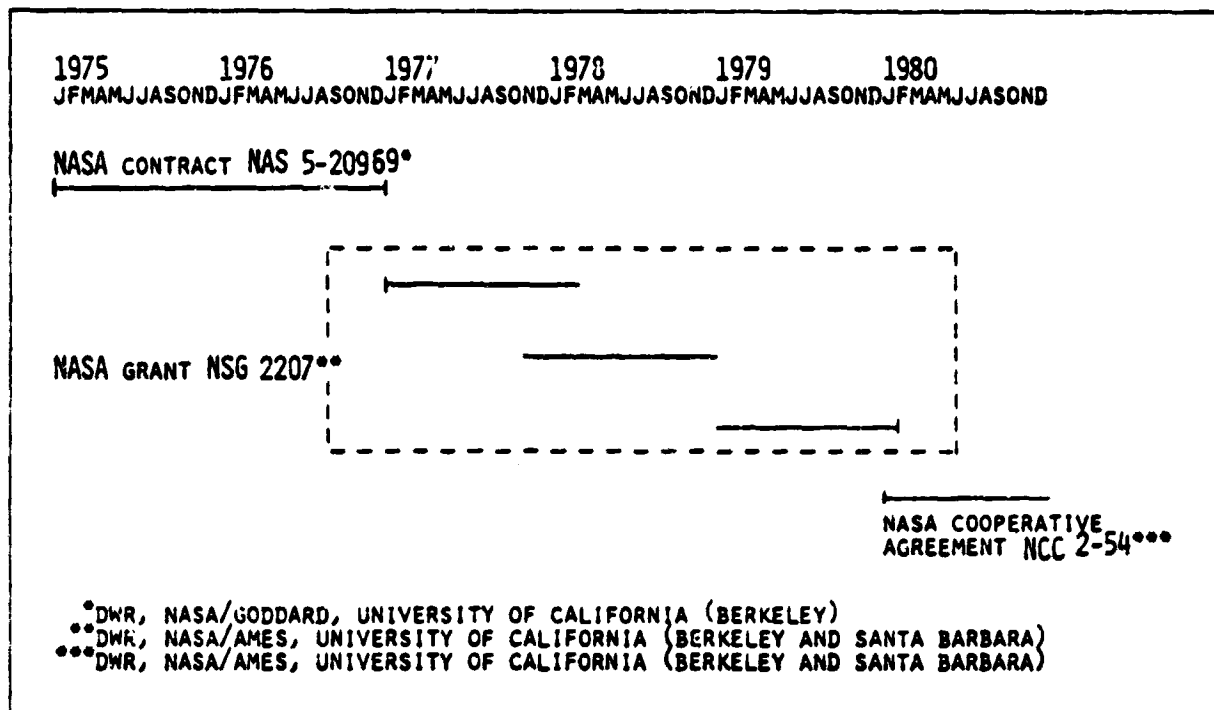 1975 1976 1977 1978 1979 1980
JFMAMJJASONDJFMAMJJASONDJFMAMJJASONDJFMAMJJASONDJFMAMJJASONDJFMAMJJASOND
NASA CONTRACT NAS 5-20969*
NASA GRANT NSG 2207**
NASA COOPERATIVE
AGREEMENT NCC 2-54***
*DWR, NASA/GODDARD, UNIVERSITY OF CALIFORNIA (BERKELEY)
**DWR, NASA/AMES, UNIVERSITY OF CALIFORNIA (BERKELEY AND SANTA BARBARA)
***DWR, NASA/AMES, UNIVERSITY OF CALIFORNIA (BERKELEY AND SANTA BARBARA)